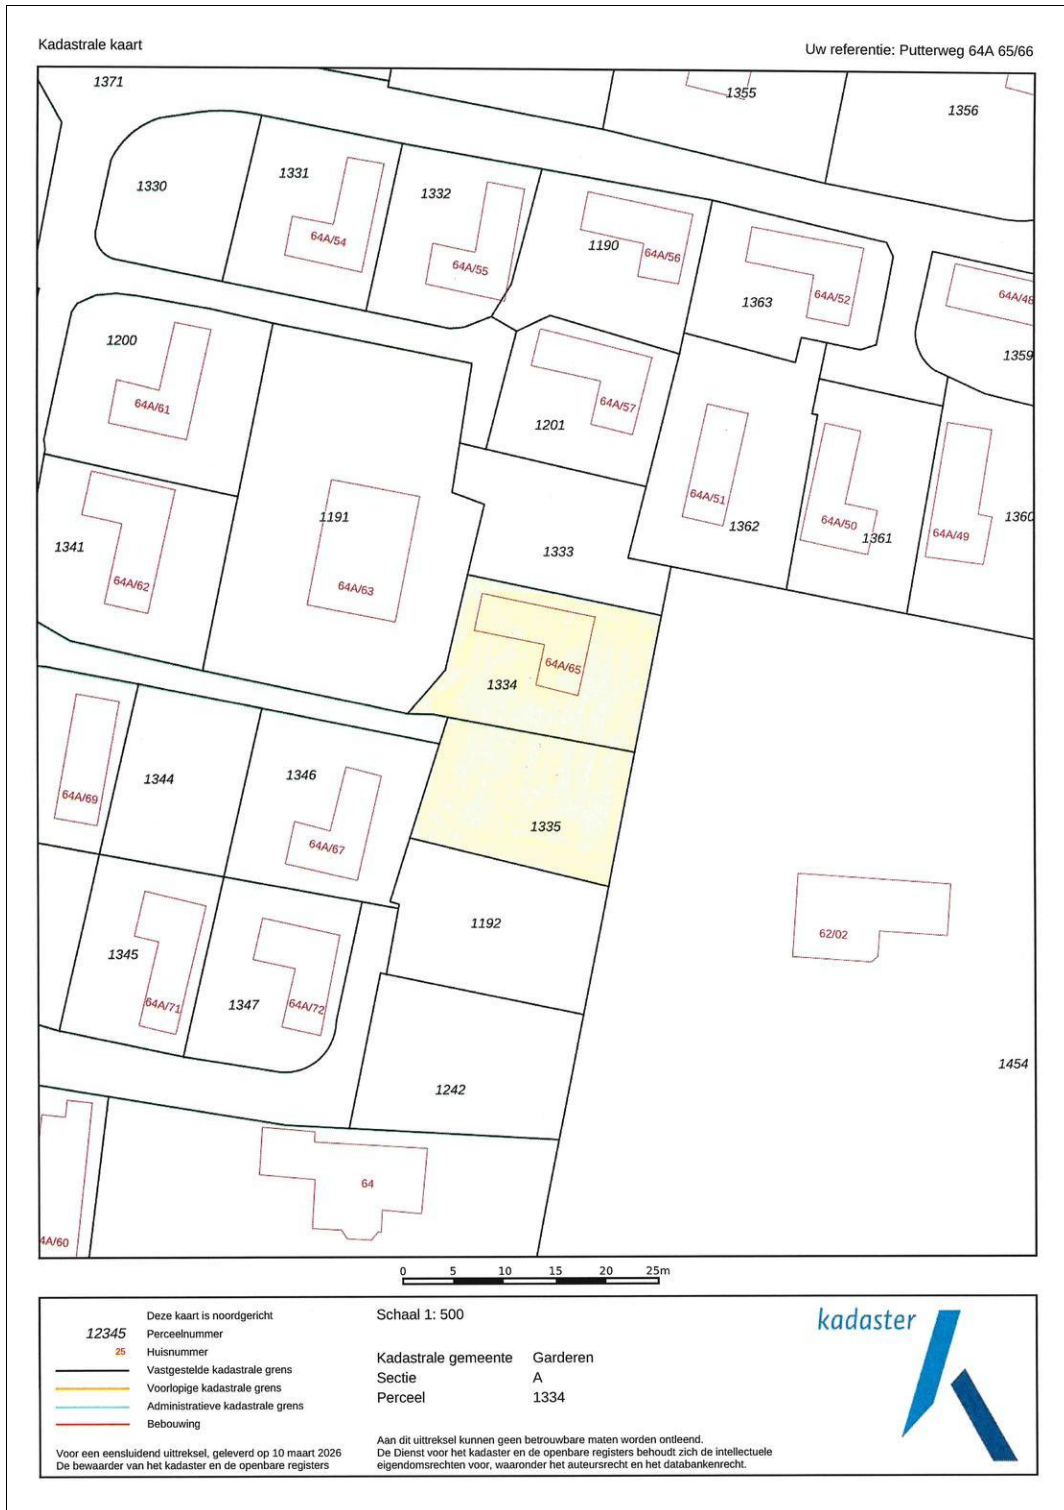 Kadastrale kaart
Uw referentie: Putterweg 64A 65/66
1371
1355
1356
1330
1331
64A/54
1332
64A/55
1190
64A/56
1363
64A/52
64A/48
1359
1200
64A/61
1201
64A/57
64A/51
1362
64A/50
1361
64A/49
1360
1191
64A/63
1341
64A/62
1333
1334
64A/65
1335
64A/69
1344
1346
64A/67
1192
62/02
1345
64A/71
1347
64A/72
1242
1454
64
4A/60
0 5 10 15 20 25m
Deze kaart is noordgericht
12345 Perceelnummer
25 Huisnummer
Vastgestelde kadastrale grens
Voorlopige kadastrale grens
Administratieve kadastrale grens
Bebouwing
Voor een eensluidend uittreksel, geleverd op 10 maart 2026
De bewaarder van het kadaster en de openbare registers
Schaal 1: 500
Kadastrale gemeente Garderen
Sectie A
Perceel 1334
Aan dit uittreksel kunnen geen betrouwbare maten worden ontleend.
De Dienst voor het kadaster en de openbare registers behoudt zich de intellectuele
eigendomsrechten voor, waaronder het auteursrecht en het databankenrecht.
kadaster